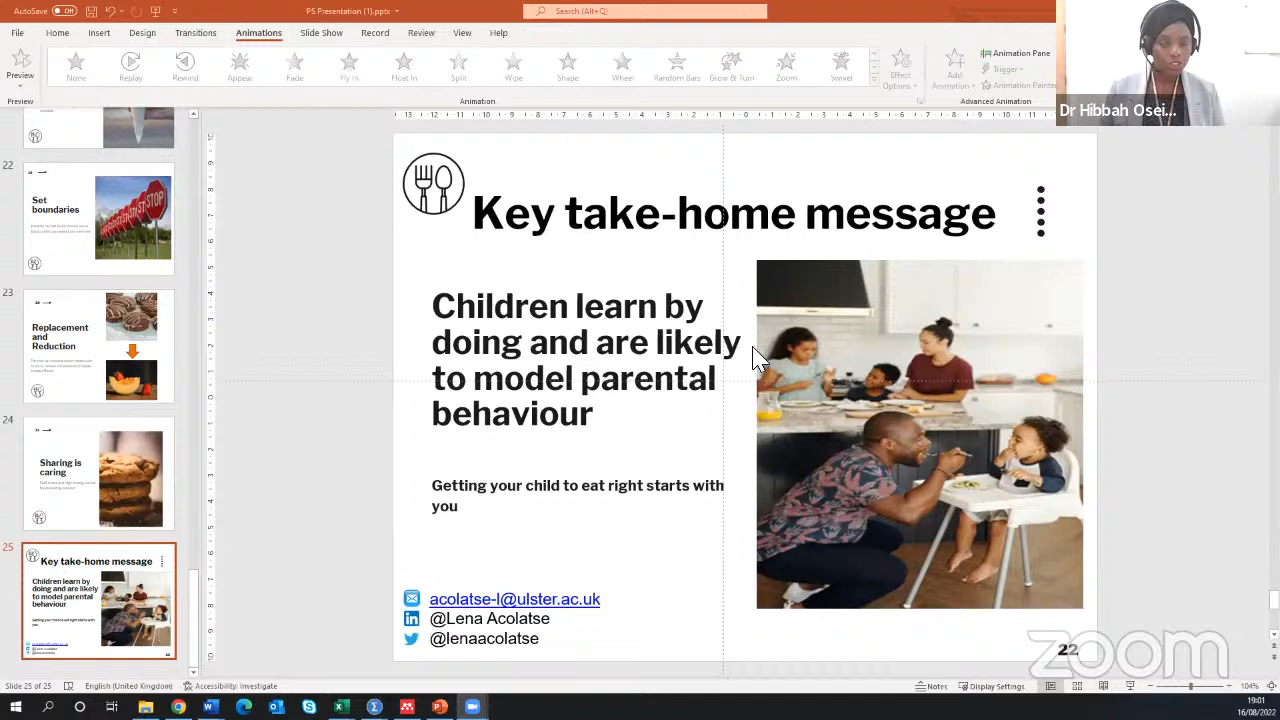 AutoSave Off
PS Presentation (1).pptx
Search (Alt+Q)
File Home Insert Design Transitions Animations Slide Show Record Review View Help
Preview
None Replay Rewind Appear Fade Fly In Float In Split Wipe Shape Wheel Random Bars Grow & Turn Zoom Swivel
Effect Options
Add Animation
Animation Pane
Trigger
Animation Painter
Preview
Animation
Advanced Animation
Dr Hibbah Osei...
22
Set boundaries
STOP
23
Replacement and Reduction
24
Sharing is caring
25
Key take-home message
Children learn by doing and are likely to model parental behaviour
Key take-home message
Children learn by
doing and are likely
to model parental
behaviour
Getting your child to eat right starts with
you
acolatse-l@ulster.ac.uk
@Lena Acolatse
@lenaacolatse
22
zoom
Slide 25 of 25 English (United Kingdom) Accessibility: Investigate Notes Display Settings 104%
19:01
16/08/2022